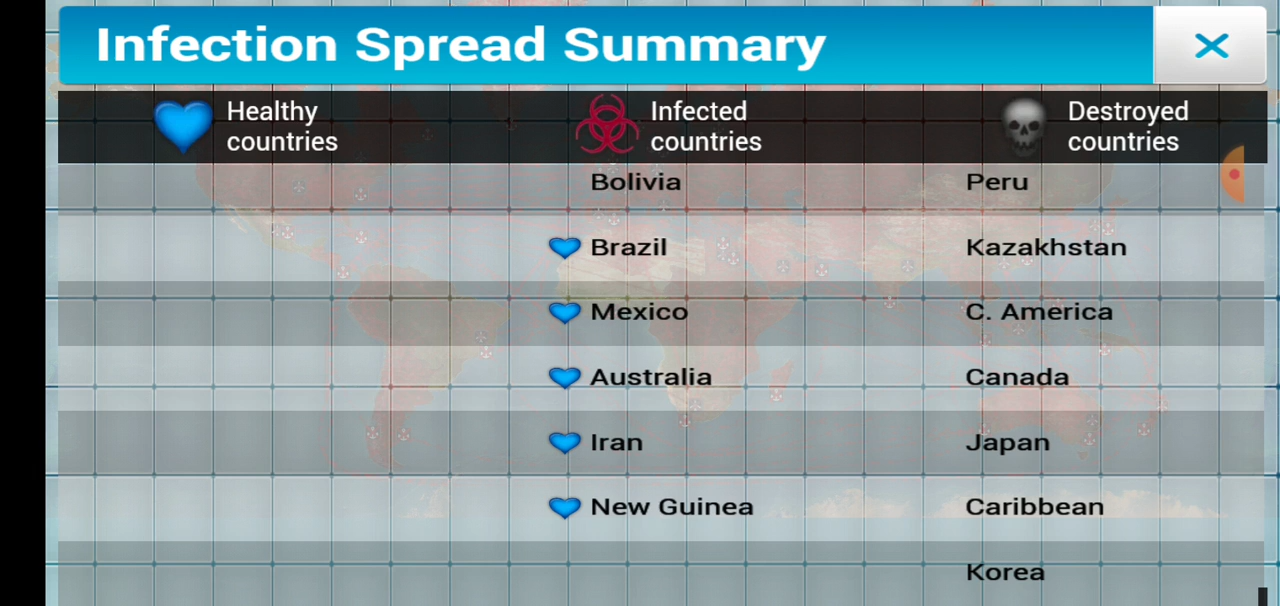 Infection Spread Summary
Healthy
countries
Infected
countries
Destroyed
countries
Bolivia
Peru
Brazil
Kazakhstan
Mexico
C. America
Australia
Canada
Iran
Japan
New Guinea
Caribbean
Korea